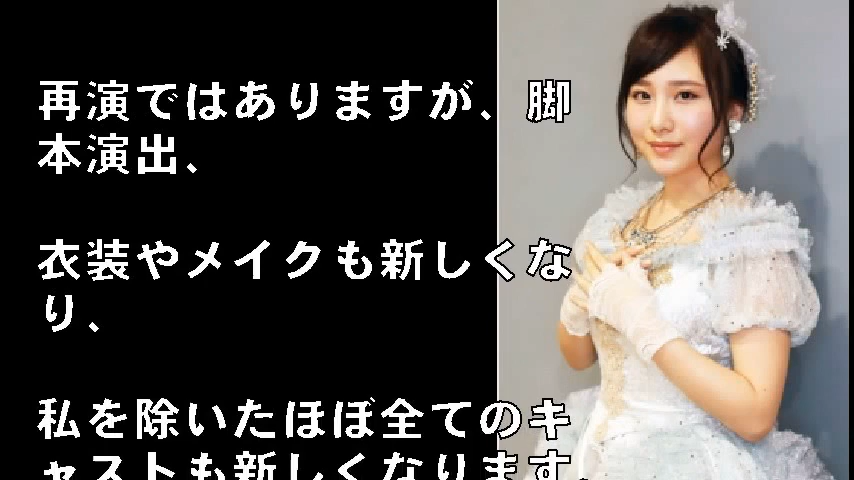 再演ではありますが、脚
本演出、
衣装やメイクも新しくな
り、
私を除いたほぼ全てのキ
ャストも新しくなります。